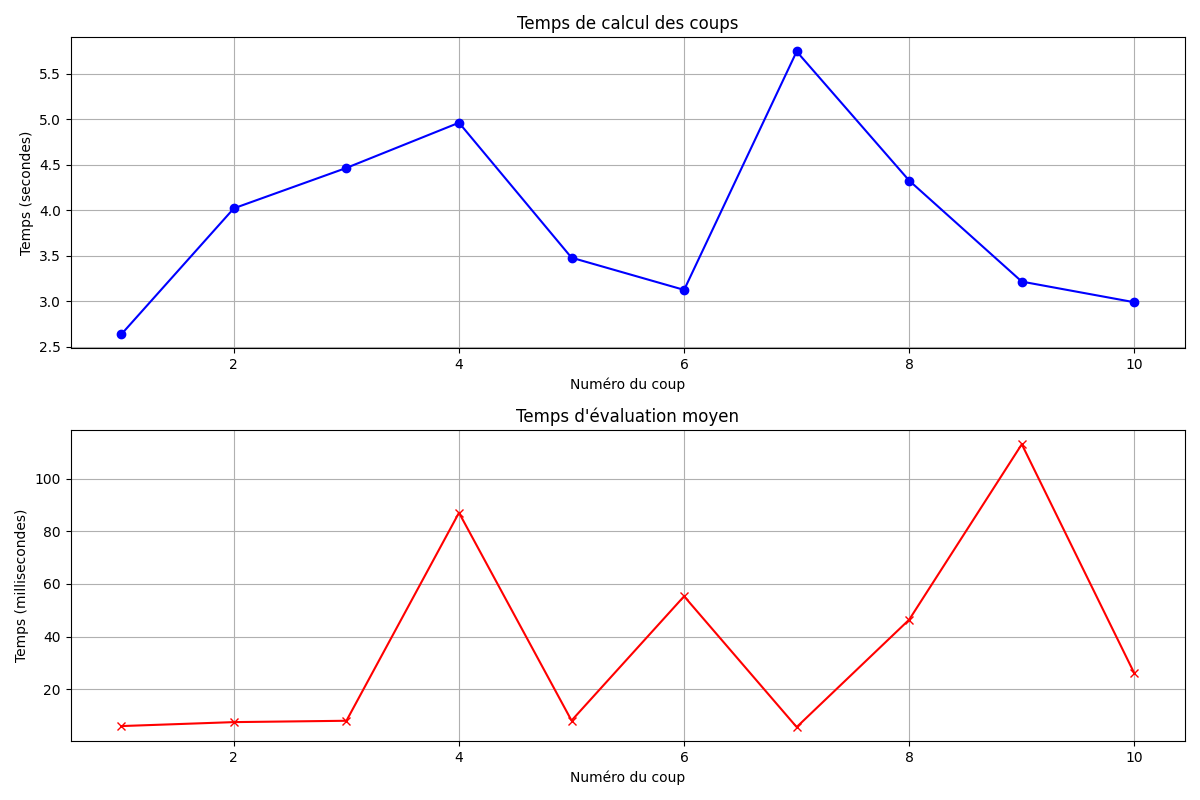 Temps de calcul des coups
Temps (secondes)
5.5
5.0
4.5
4.0
3.5
3.0
2.5
2 4 6 8 10
Numéro du coup
Temps d'évaluation moyen
Temps (millisecondes)
100
80
60
40
20
2 4 6 8 10
Numéro du coup